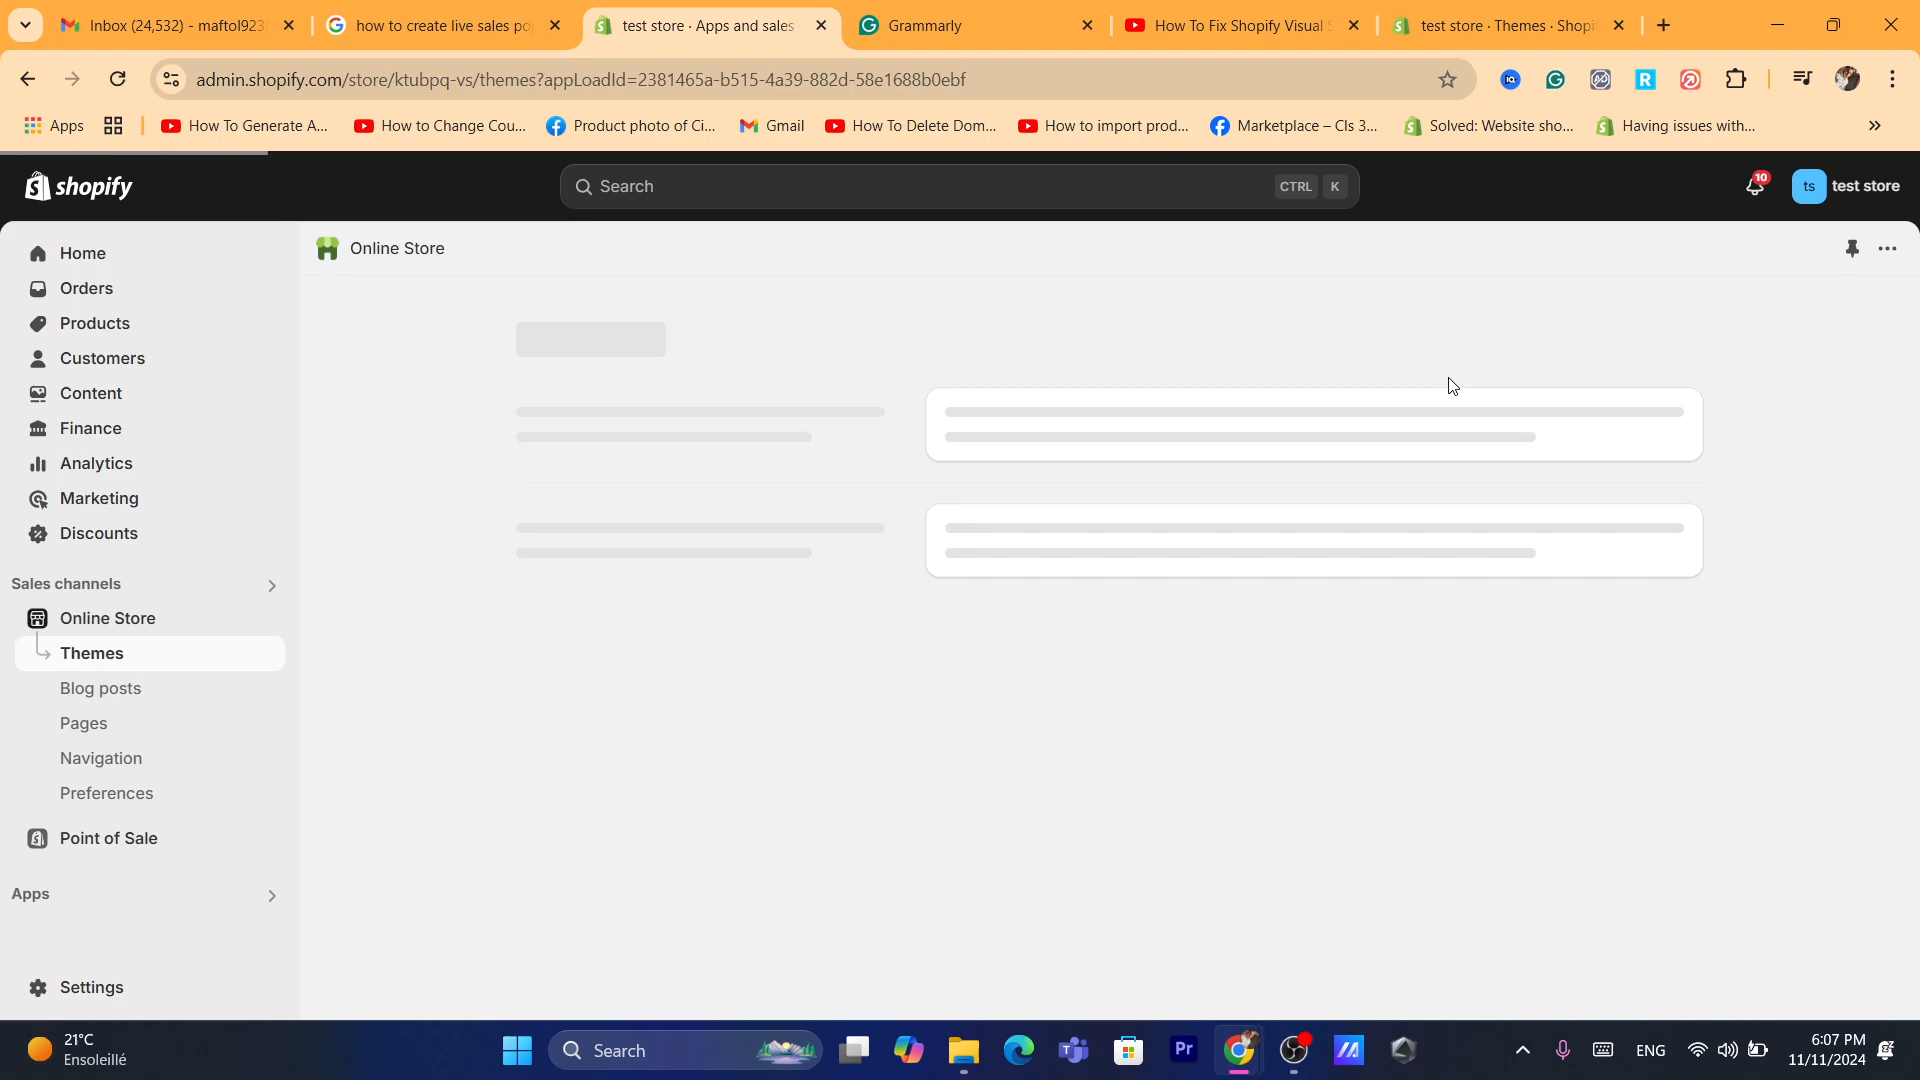 Inbox (24,532) - maftol923
how to create live sales po
test store · Apps and sales
Grammarly
How To Fix Shopify Visual S
test store · Themes · Shopi
admin.shopify.com/store/ktubpq-vs/themes?appLoadId=2381465a-b515-4a39-882d-58e1688b0ebf
Apps
How To Generate A...
How to Change Cou...
Product photo of Ci...
Gmail
How To Delete Dom...
How to import prod...
Marketplace – Cls 3...
Solved: Website sho...
Having issues with...
shopify
Search
CTRL K
10
ts
test store
Home
Online Store
Orders
Products
Customers
Content
Finance
Analytics
Marketing
Discounts
Sales channels
Online Store
Themes
Blog posts
Pages
Navigation
Preferences
Point of Sale
Apps
Settings
21°C
Ensoleillé
Search
Pr
ENG
6:07 PM
11/11/2024